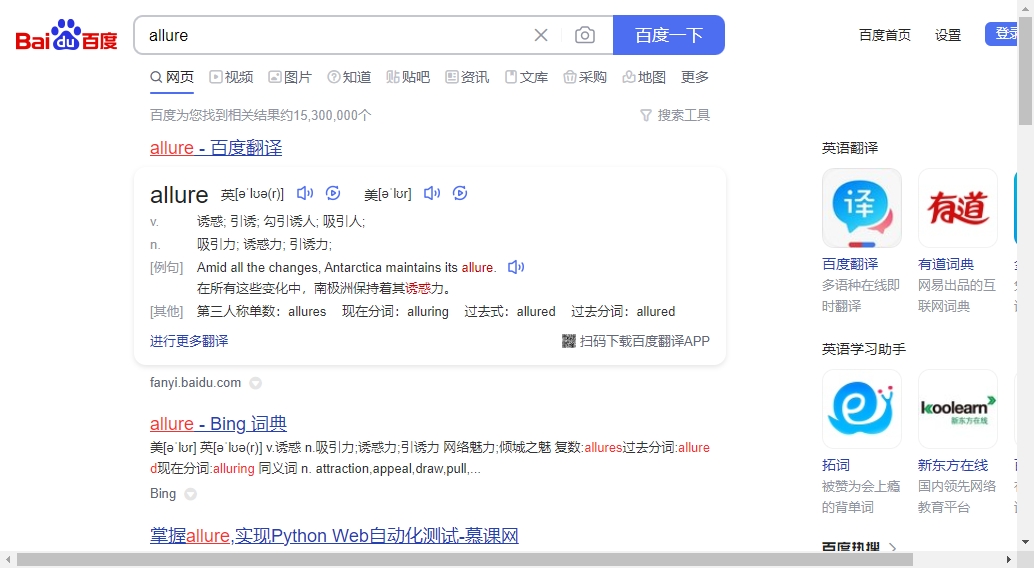 Bai du 百度 allure 百度一下 百度首页 设置
网页 视频 图片 知道 贴吧 资讯 文库 采购 地图 更多
百度为您找到相关结果约15,300,000个 搜索工具
allure - 百度翻译
allure 英[əˈlʊə(r)] 美[əˈlʊr]
v. 诱惑; 引诱; 勾引诱人; 吸引人;
n. 吸引力; 诱惑力; 引诱力;
[例句] Amid all the changes, Antarctica maintains its allure.
在所有这些变化中，南极洲保持着其诱惑力。
[其他] 第三人称单数：allures 现在分词：alluring 过去式：allured 过去分词：allured
进行更多翻译 扫码下载百度翻译APP
fanyi.baidu.com
allure - Bing 词典
美[əˈlʊr] 英[əˈlʊə(r)] v.诱惑 n.吸引力;诱惑力;引诱力 网络魅力;倾城之魅 复数:allures过去分词:allure
d现在分词:alluring 同义词 n. attraction,appeal,draw,pull,...
Bing
掌握allure,实现Python Web自动化测试-慕课网
英语翻译
译 有道
百度翻译 有道词典
多语种在线即 网易出品的互
时翻译 联网词典
英语学习助手
koolearn
新东方在线
拓词 新东方在线
被赞为会上瘾 国内领先网络
的背单词 教育平台
百度热搜